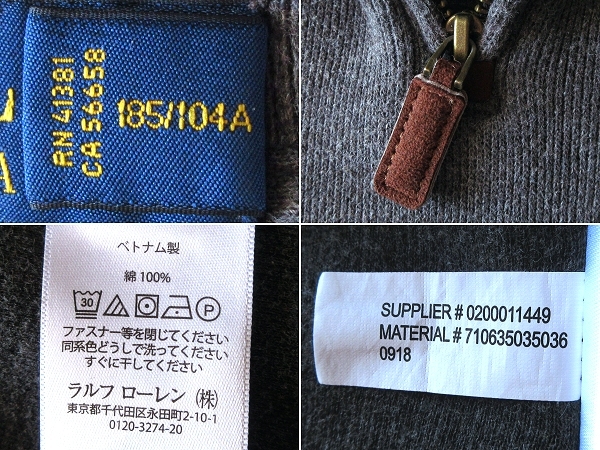 L
A
RN 41381
CA 56658
185/104A
ベトナム製
綿 100%
30
P
ファスナー等を閉じてください
同系色どうしで洗ってください
すぐに干してください
ラルフ ローレン (株)
東京都千代田区永田町2-10-1
0120-3274-20
SUPPLIER # 0200011449
MATERIAL # 710635035036
0918